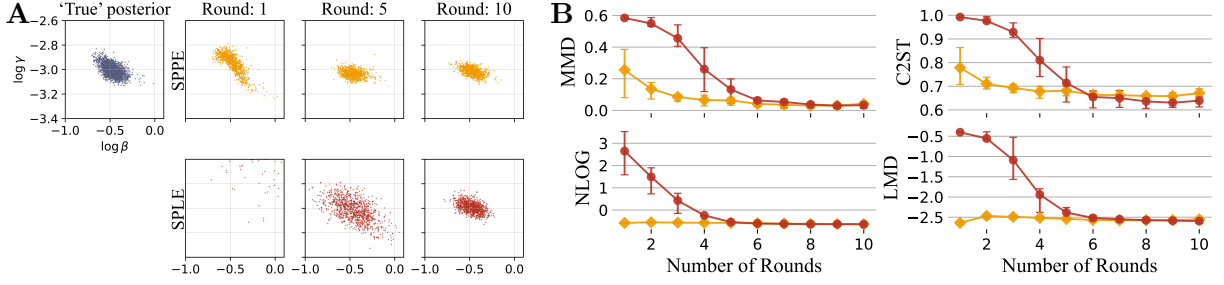 A
'True' posterior
Round: 1
Round: 5
Round: 10
−2.6
−2.8
−3.0
−3.2
−3.4
log γ
−1.0
−0.5
0.0
log β
SPPE
SPLE
−1.0
−0.5
0.0
−1.0
−0.5
0.0
−1.0
−0.5
0.0
B
MMD
0.6
0.4
0.2
0.0
C2ST
1.0
0.9
0.8
0.7
0.6
NLOG
3
2
1
0
2
4
6
8
10
Number of Rounds
LMD
−0.5
−1.0
−1.5
−2.0
−2.5
2
4
6
8
10
Number of Rounds